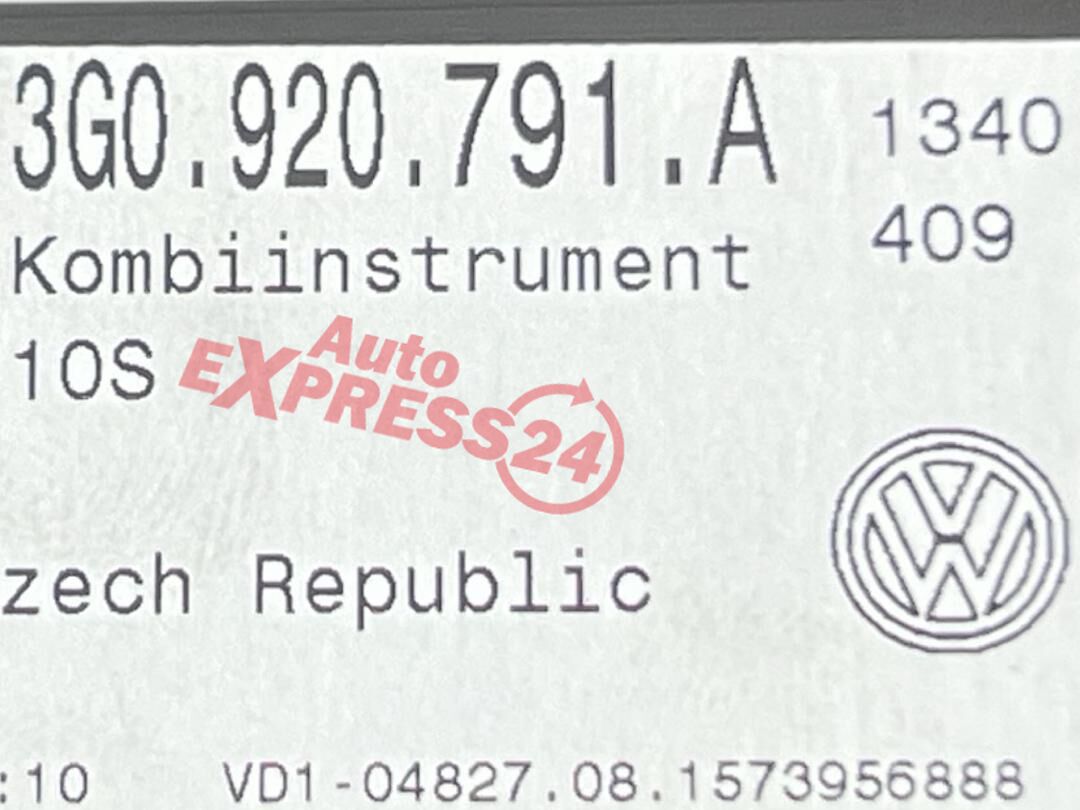 3G0.920.791.A
1340
409
Kombiinstrument
10S
Auto
EXPRESS24
zech Republic
:10 VD1-04827.08.1573956888